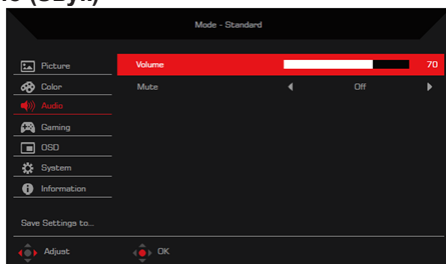 Mode - Standard
Picture
Volume 70
Color
Mute Off
Audio
Gaming
OSD
System
Information
Save Settings to...
Adjust OK